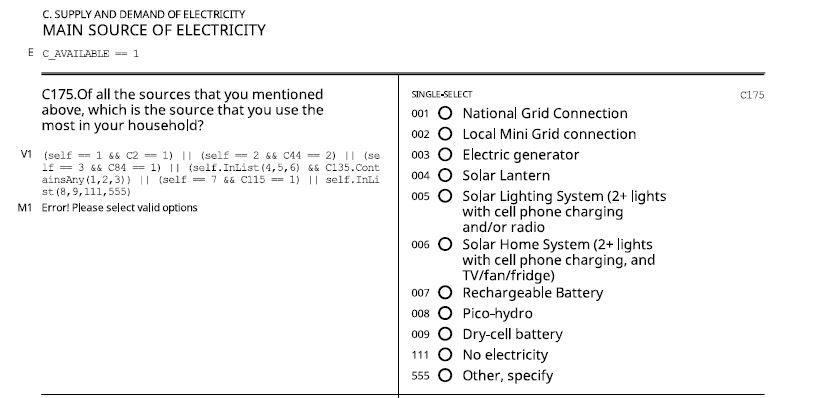 C. SUPPLY AND DEMAND OF ELECTRICITY
MAIN SOURCE OF ELECTRICITY
E C_AVAILABLE == 1
C175.Of all the sources that you mentioned
above, which is the source that you use the
most in your household?
V1 (self == 1 && C2 == 1) || (self == 2 && C44 == 2) || (se
lf == 3 && C84 == 1) || (self.InList(4,5,6) && C135.Cont
ainsAny(1,2,3)) || (self == 7 && C115 == 1) || self.InLi
st(8,9,111,555)
M1 Error! Please select valid options
SINGLE-SELECT C175
001 National Grid Connection
002 Local Mini Grid connection
003 Electric generator
004 Solar Lantern
005 Solar Lighting System (2+ lights
with cell phone charging
and/or radio
006 Solar Home System (2+ lights
with cell phone charging, and
TV/fan/fridge)
007 Rechargeable Battery
008 Pico-hydro
009 Dry-cell battery
111 No electricity
555 Other, specify